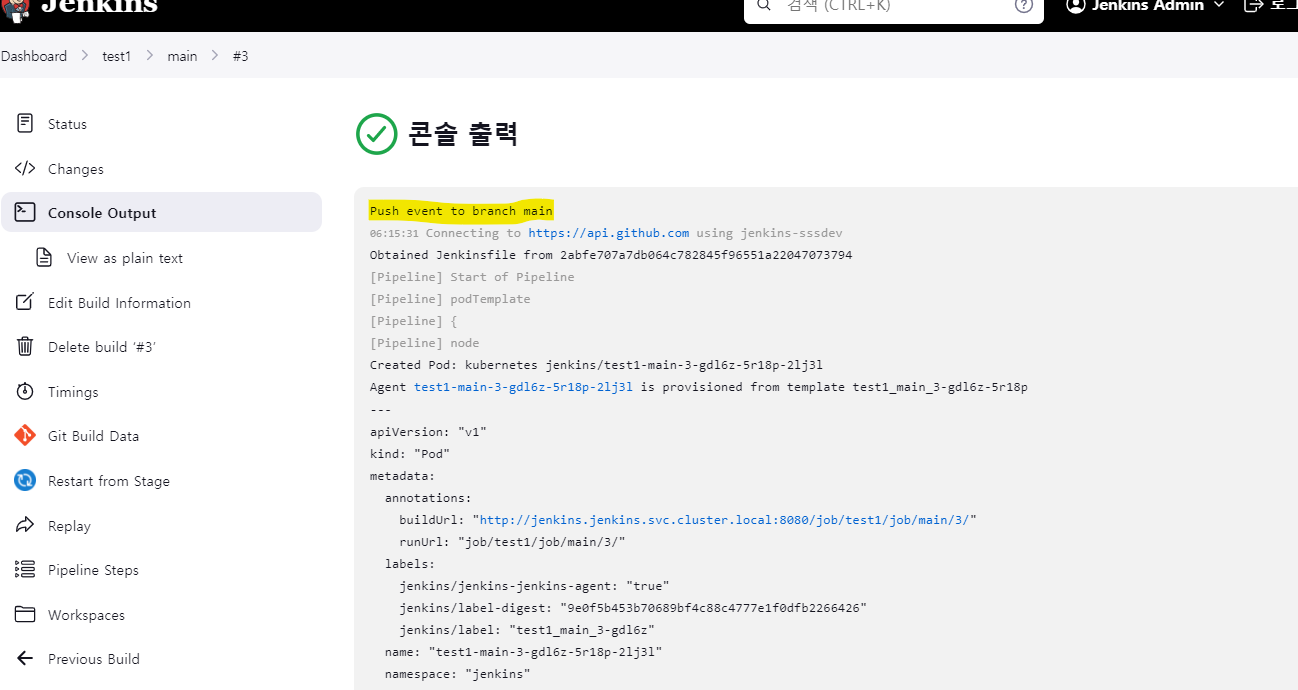 Jenkins
검색 (CTRL+K)
Jenkins Admin
Dashboard
test1
main
#3
Status
Changes
Console Output
View as plain text
Edit Build Information
Delete build ‘#3’
Timings
Git Build Data
Restart from Stage
Replay
Pipeline Steps
Workspaces
Previous Build
콘솔 출력
Push event to branch main
06:15:31 Connecting to https://api.github.com using jenkins-sssdev
Obtained Jenkinsfile from 2abfe707a7db064c782845f96551a22047073794
[Pipeline] Start of Pipeline
[Pipeline] podTemplate
[Pipeline] {
[Pipeline] node
Created Pod: kubernetes jenkins/test1-main-3-gdl6z-5r18p-2lj3l
Agent test1-main-3-gdl6z-5r18p-2lj3l is provisioned from template test1_main_3-gdl6z-5r18p
---
apiVersion: "v1"
kind: "Pod"
metadata:
  annotations:
    buildUrl: "http://jenkins.jenkins.svc.cluster.local:8080/job/test1/job/main/3/"
    runUrl: "job/test1/job/main/3/"
  labels:
    jenkins/jenkins-jenkins-agent: "true"
    jenkins/label-digest: "9e0f5b453b70689bf4c88c4777e1f0dfb2266426"
    jenkins/label: "test1_main_3-gdl6z"
  name: "test1-main-3-gdl6z-5r18p-2lj3l"
  namespace: "jenkins"